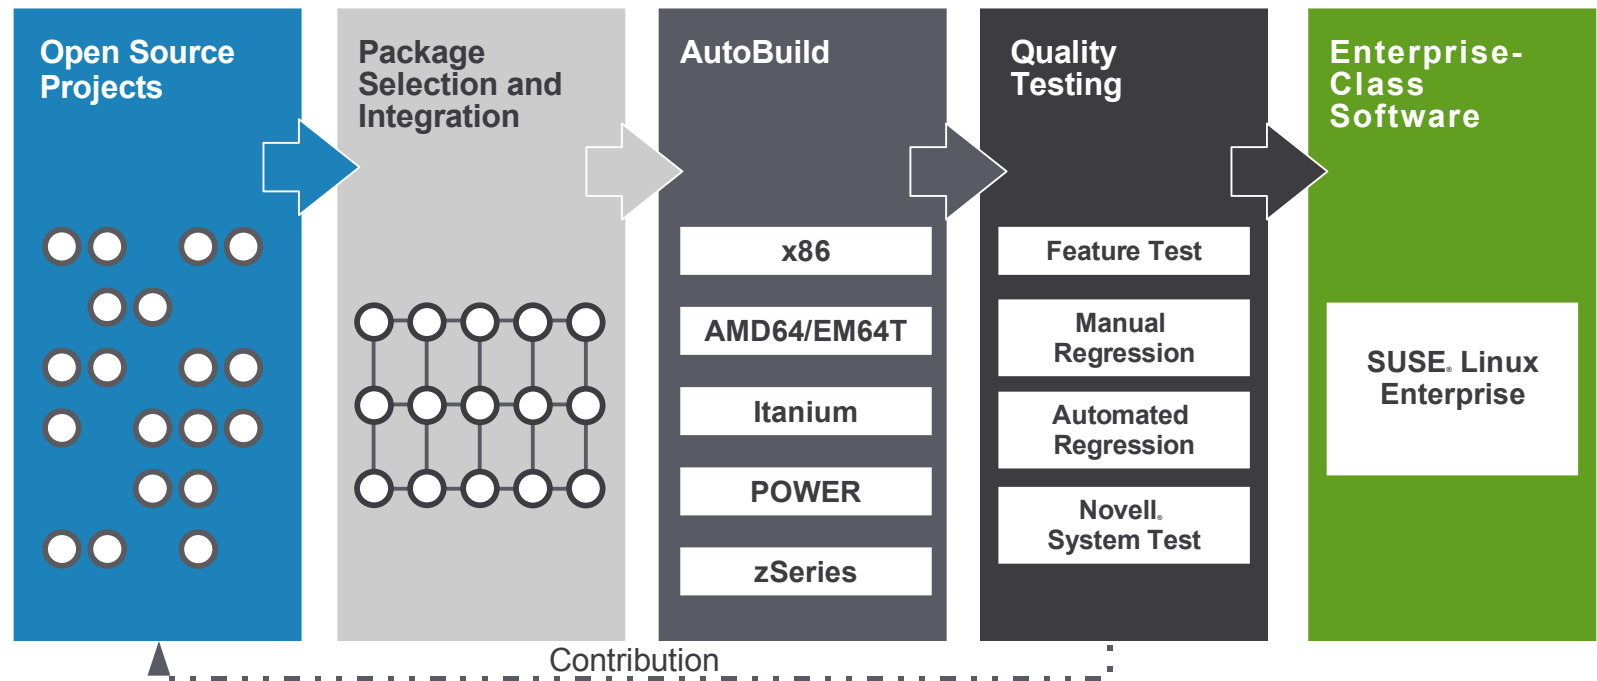 Open Source
Projects
Package
Selection and
Integration
AutoBuild
x86
AMD64/EM64T
Itanium
POWER
zSeries
Quality
Testing
Feature Test
Manual
Regression
Automated
Regression
Novell®
System Test
Enterprise-
Class
Software
SUSE® Linux
Enterprise
Contribution